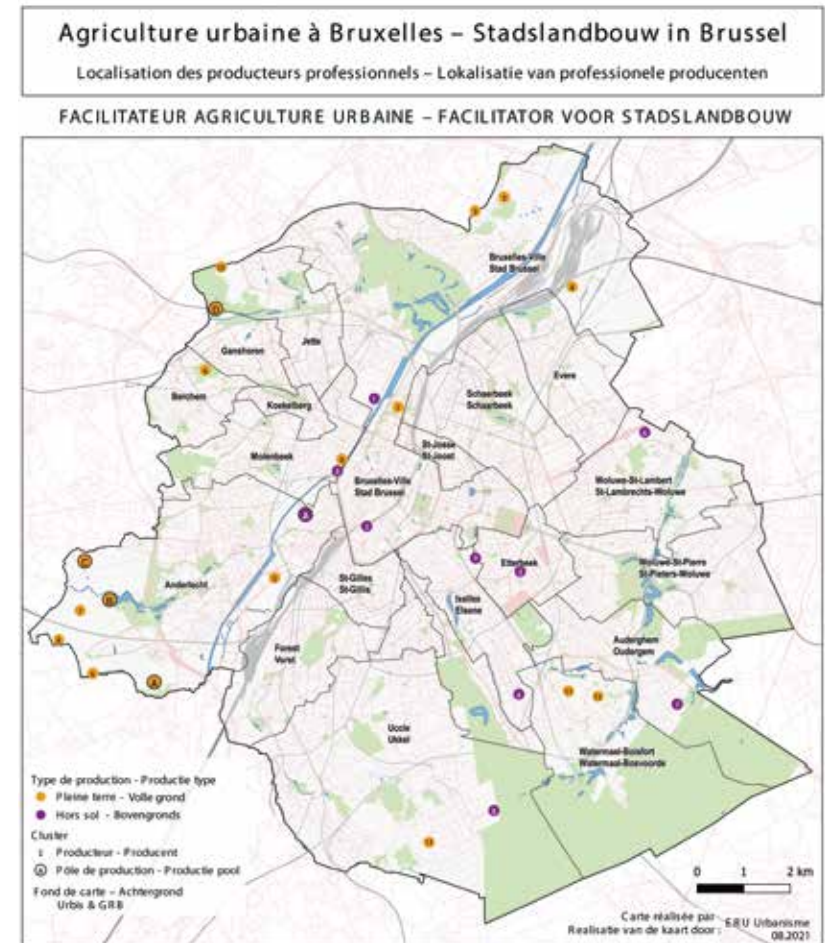 Agriculture urbaine à Bruxelles – Stadslandbouw in Brussel
Localisation des producteurs professionnels – Lokalisatie van professionele producenten
FACILITATEUR AGRICULTURE URBAINE – FACILITATOR VOOR STADSLANDBOUW
Bruxelles-Ville
Stad Brussel
Ganshoren
Jette
Evere
Berchem
Koekelberg
Schaerbeek
Schaarbeek
St-Josse
St-Joost
Molenbeek
Bruxelles-Ville
Stad Brussel
Woluwe-St-Lambert
St-Lambrechts-Woluwe
Anderlecht
St-Gilles
St-Gillis
Etterbeek
Woluwe-St-Pierre
St-Pieters-Woluwe
Ixelles
Elsene
Forest
Vorst
Auderghem
Oudergem
Uccle
Ukkel
Watermael-Boisfort
Watermaal-Bosvoorde
Type de production - Productie type
Pleine terre - Volle grond
Hors sol - Bovengronds
Cluster
Producteur - Producent
Pôle de production - Productie pool
Fond de carte – Achtergrond
Urbis & GRB
0 1 2 km
Carte réalisée par
Realisatie van de kaart door : ERU Urbanisme
08.2021